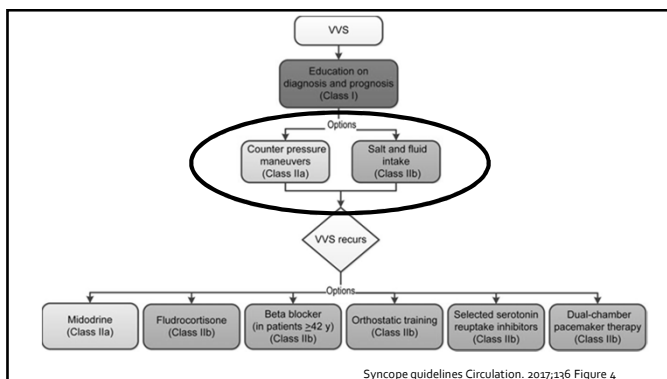 VVS
Education on
diagnosis and prognosis
(Class I)
Options
Counter pressure
maneuvers
(Class IIa)
Salt and fluid
intake
(Class IIb)
VVS recurs
Options
Midodrine
(Class IIa)
Fludrocortisone
(Class IIb)
Beta blocker
(in patients ≥42 y)
(Class IIb)
Orthostatic training
(Class IIb)
Selected serotonin
reuptake inhibitors
(Class IIb)
Dual-chamber
pacemaker therapy
(Class IIb)
Syncope guidelines Circulation. 2017;136 Figure 4